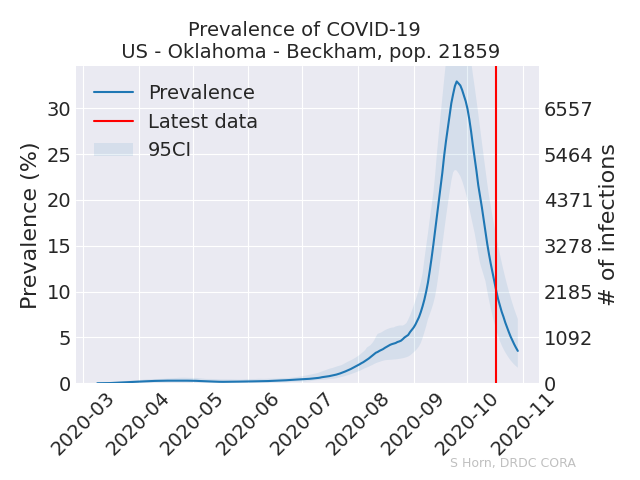 Prevalence of COVID-19
US - Oklahoma - Beckham, pop. 21859
Prevalence
Latest data
95CI
Prevalence (%)
30
25
20
15
10
5
0
6557
5464
4371
3278
2185
1092
0
# of infections
2020-03
2020-04
2020-05
2020-06
2020-07
2020-08
2020-09
2020-10
2020-11
S Horn, DRDC CORA